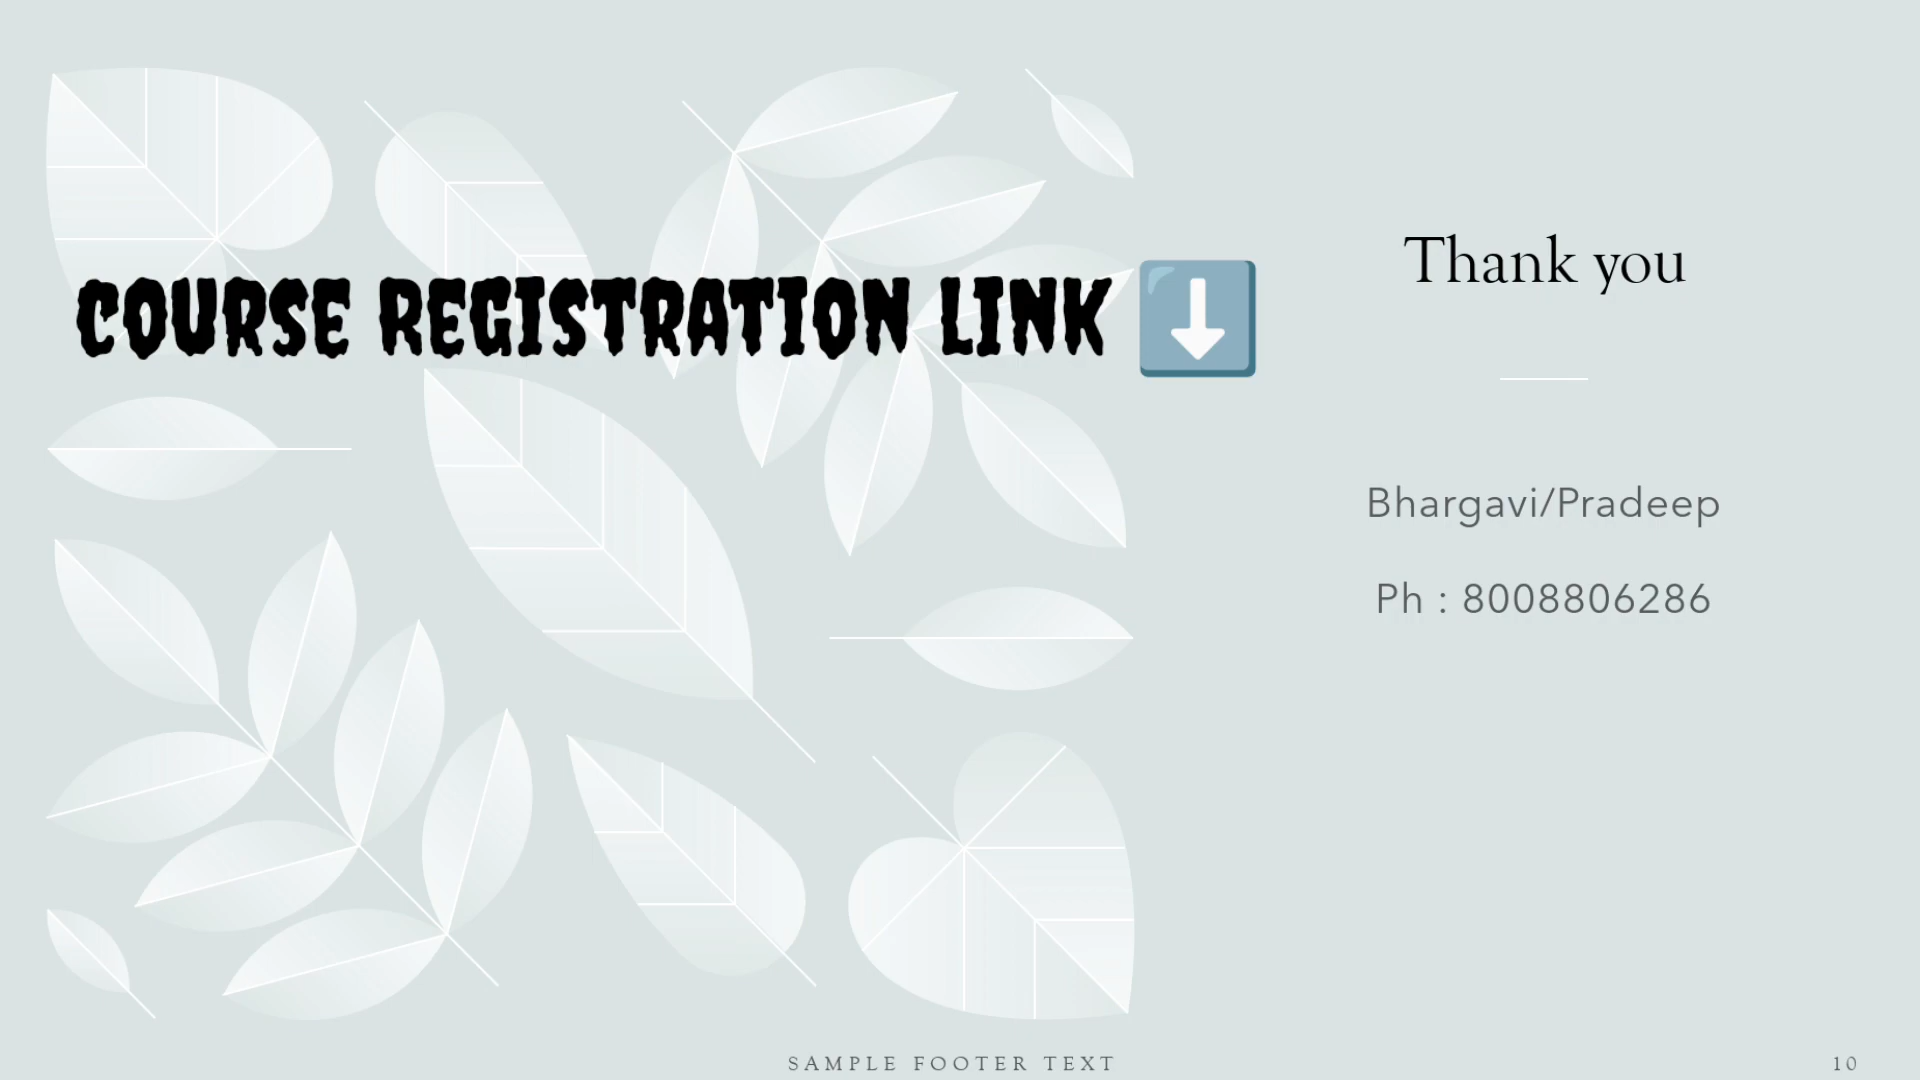 COURSE REGISTRATION LINK ⬇️
Thank you
Bhargavi/Pradeep
Ph : 8008806286
SAMPLE FOOTER TEXT
10